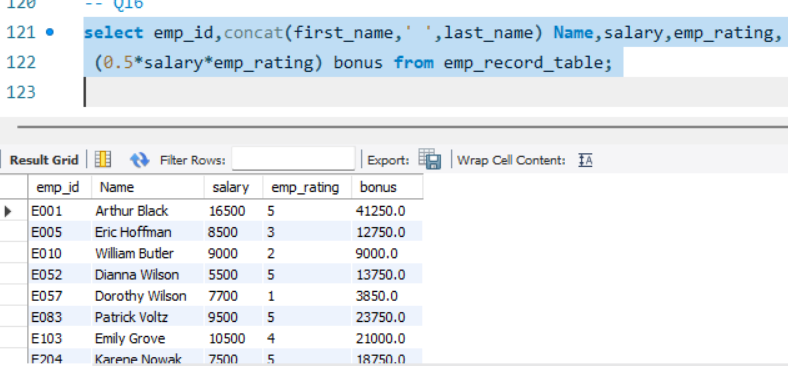 120 -- Q16
121 select emp_id,concat(first_name,' ',last_name) Name,salary,emp_rating,
122 (0.5*salary*emp_rating) bonus from emp_record_table;
123
Result Grid Filter Rows: Export: Wrap Cell Content: IA
emp_id Name salary emp_rating bonus
E001 Arthur Black 16500 5 41250.0
E005 Eric Hoffman 8500 3 12750.0
E010 William Butler 9000 2 9000.0
E052 Dianna Wilson 5500 5 13750.0
E057 Dorothy Wilson 7700 1 3850.0
E083 Patrick Voltz 9500 5 23750.0
E103 Emily Grove 10500 4 21000.0
E204 Karene Nowak 7500 5 18750.0